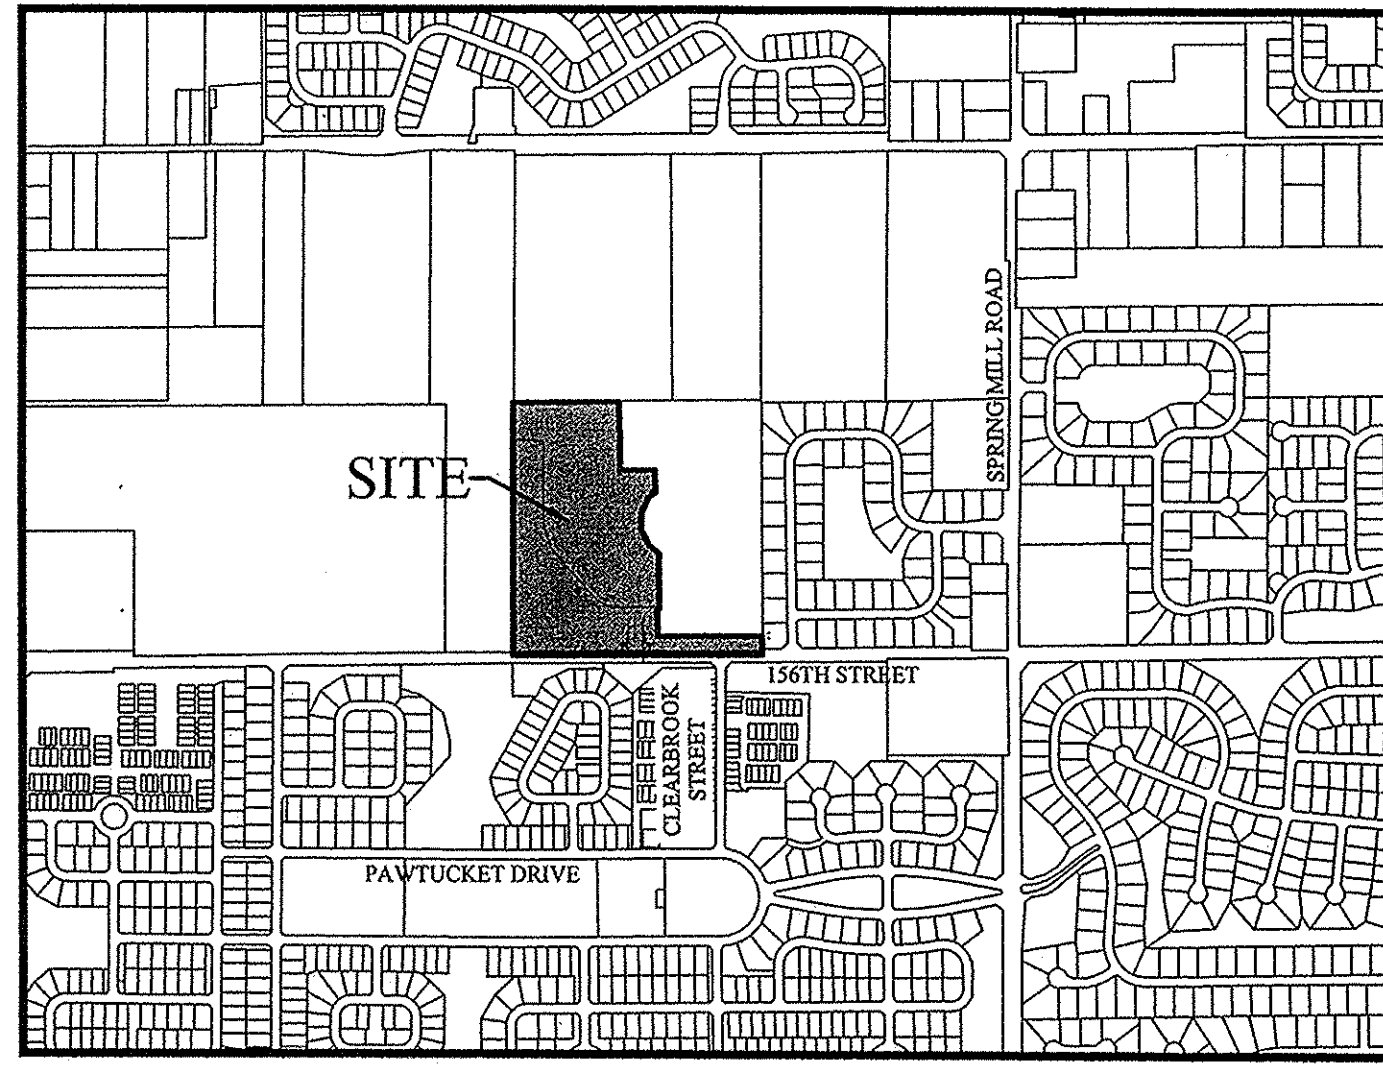 SPRING MILL ROAD
SITE
156TH STREET
CLEARBROOK
STREET
PAWTUCKET DRIVE